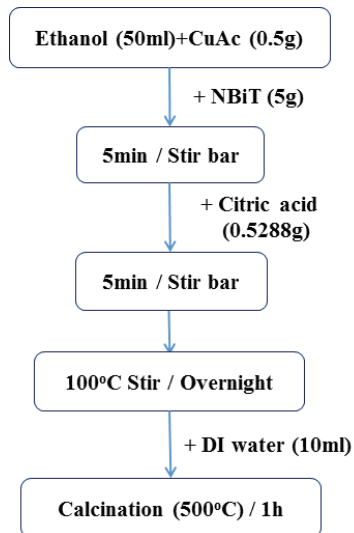 Ethanol (50ml)+CuAc (0.5g)
+ NBiT (5g)
5min / Stir bar
+ Citric acid
(0.5288g)
5min / Stir bar
100°C Stir / Overnight
+ DI water (10ml)
Calcination (500°C) / 1h